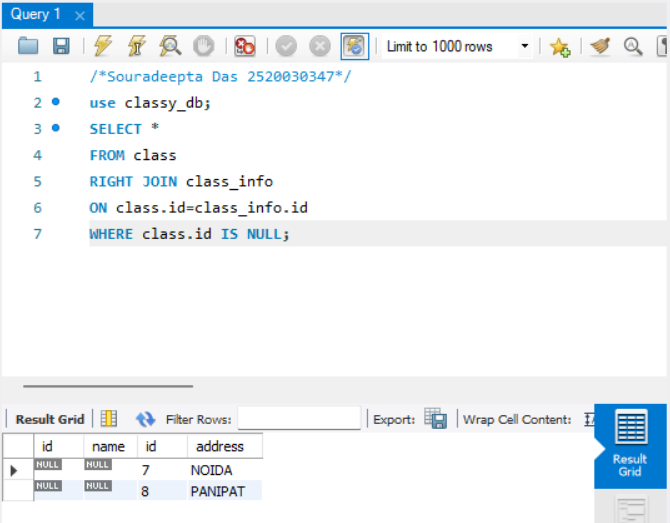 Query 1
Limit to 1000 rows
1 /*Souradeepta Das 2520030347*/
2 use classy_db;
3 SELECT *
4 FROM class
5 RIGHT JOIN class_info
6 ON class.id=class_info.id
7 WHERE class.id IS NULL;
Result Grid Filter Rows: Export: Wrap Cell Content:
id name id address
NULL NULL 7 NOIDA
NULL NULL 8 PANIPAT
Result
Grid